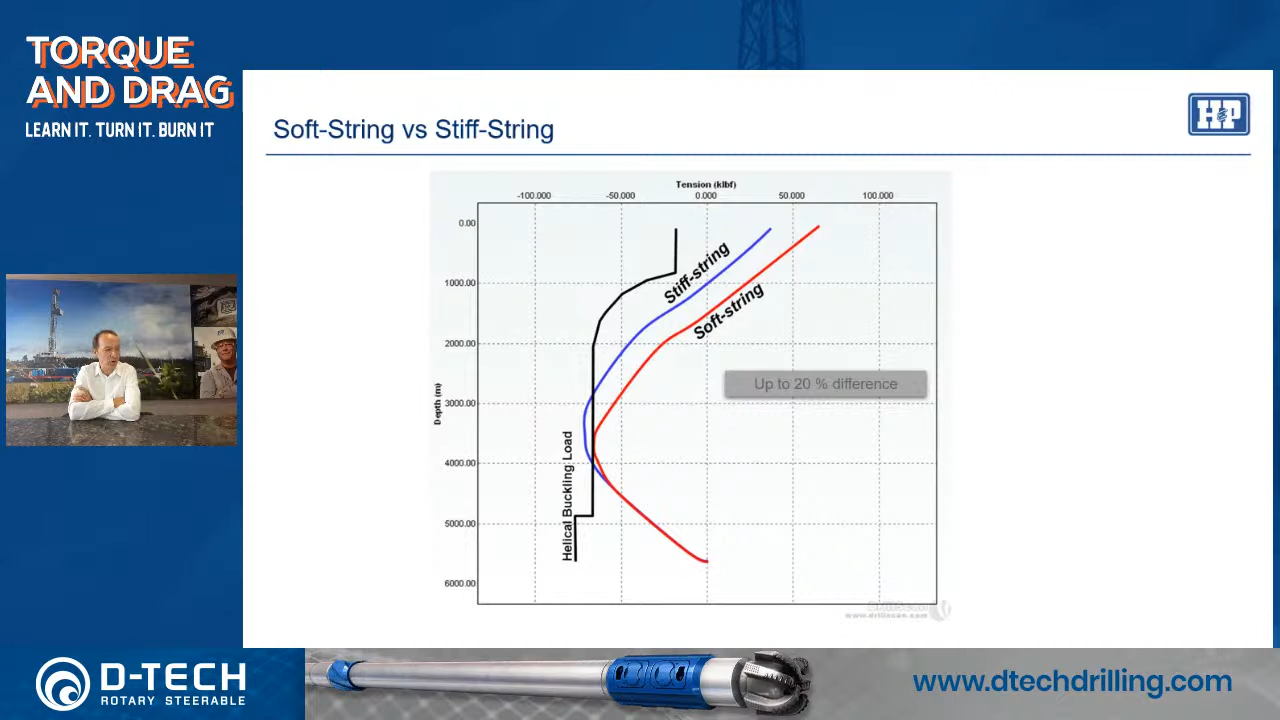 TORQUE
AND DRAG
LEARN IT. TURN IT. BURN IT
Soft-String vs Stiff-String
H&P
Tension (klbf)
-100.000
-50.000
0.000
50.000
100.000
0.00
1000.00
2000.00
3000.00
4000.00
5000.00
6000.00
Depth (m)
Stiff-string
Soft-string
Up to 20 % difference
Helical Buckling Load
www.drillscan.com
D-TECH
ROTARY STEERABLE
www.dtechdrilling.com